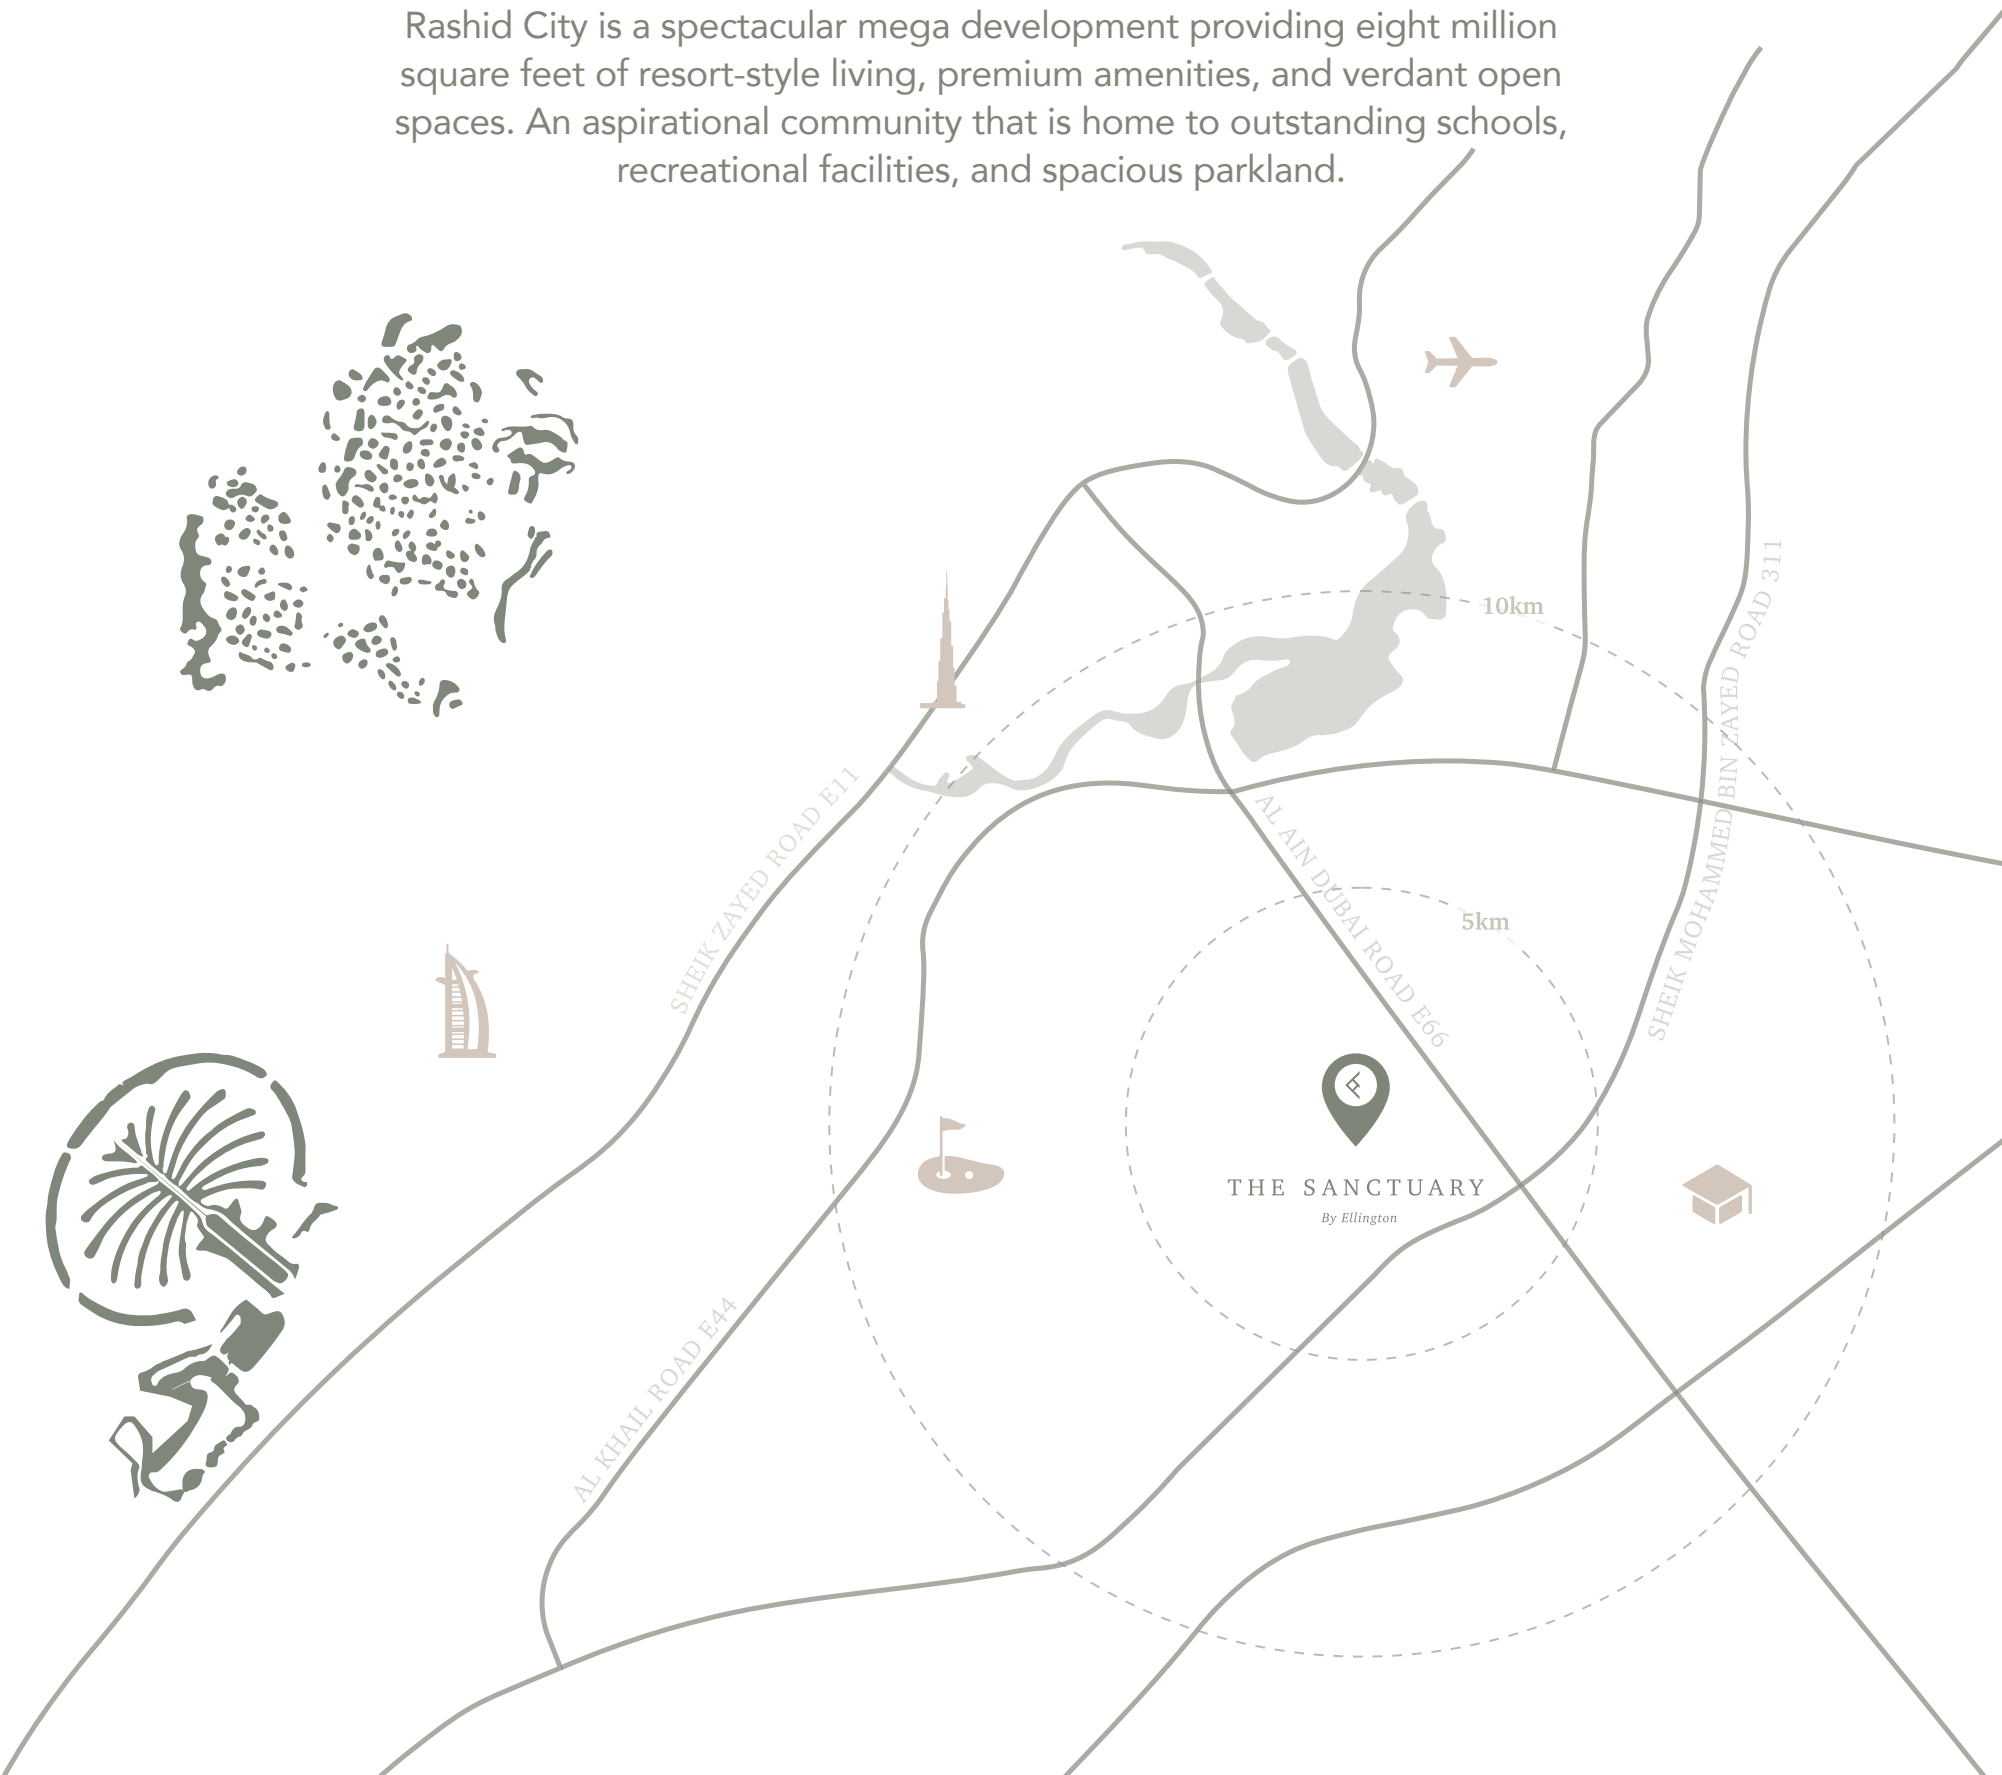 Rashid City is a spectacular mega development providing eight million
square feet of resort-style living, premium amenities, and verdant open
spaces. An aspirational community that is home to outstanding schools,
recreational facilities, and spacious parkland.
10km
SHEIK MOHAMMED BIN ZAYED ROAD 311
SHEIK ZAYED ROAD E11
AL AIN DUBAI ROAD E66
5km
THE SANCTUARY
By Ellington
AL KHAIL ROAD E44